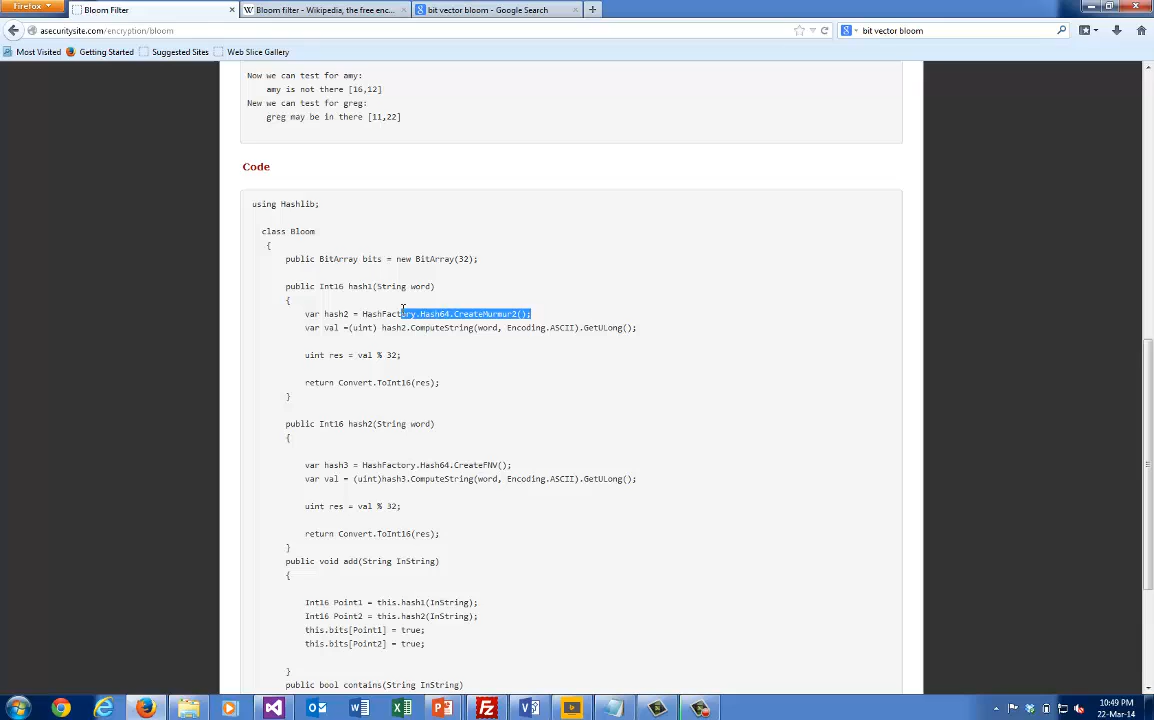 Firefox
Bloom Filter
Bloom filter - Wikipedia, the free enc...
bit vector bloom - Google Search
asecuritysite.com/encryption/bloom
bit vector bloom
Most Visited
Getting Started
Suggested Sites
Web Slice Gallery
Now we can test for amy:
amy is not there [16,12]
New we can test for greg:
greg may be in there [11,22]
Code
using Hashlib;
class Bloom
{
public BitArray bits = new BitArray(32);
public Int16 hash1(String word)
{
var hash2 = HashFactory.Hash64.CreateMurmur2();
var val =(uint) hash2.ComputeString(word, Encoding.ASCII).GetULong();
uint res = val % 32;
return Convert.ToInt16(res);
}
public Int16 hash2(String word)
{
var hash3 = HashFactory.Hash64.CreateFNV();
var val = (uint)hash3.ComputeString(word, Encoding.ASCII).GetULong();
uint res = val % 32;
return Convert.ToInt16(res);
}
public void add(String InString)
{
Int16 Point1 = this.hash1(InString);
Int16 Point2 = this.hash2(InString);
this.bits[Point1] = true;
this.bits[Point2] = true;
}
public bool contains(String InString)
10:49 PM
22-Mar-14